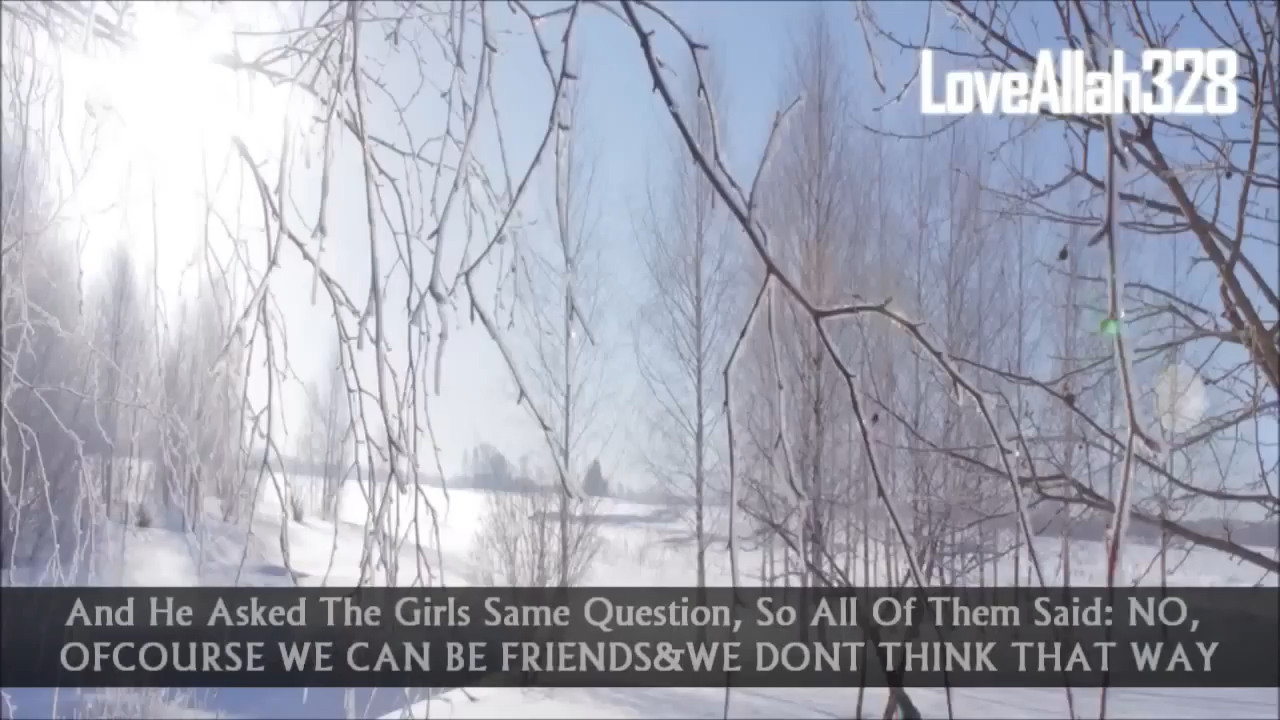 LoveAllah328
And He Asked The Girls Same Question, So All Of Them Said: NO,
OFCOURSE WE CAN BE FRIENDS&WE DONT THINK THAT WAY